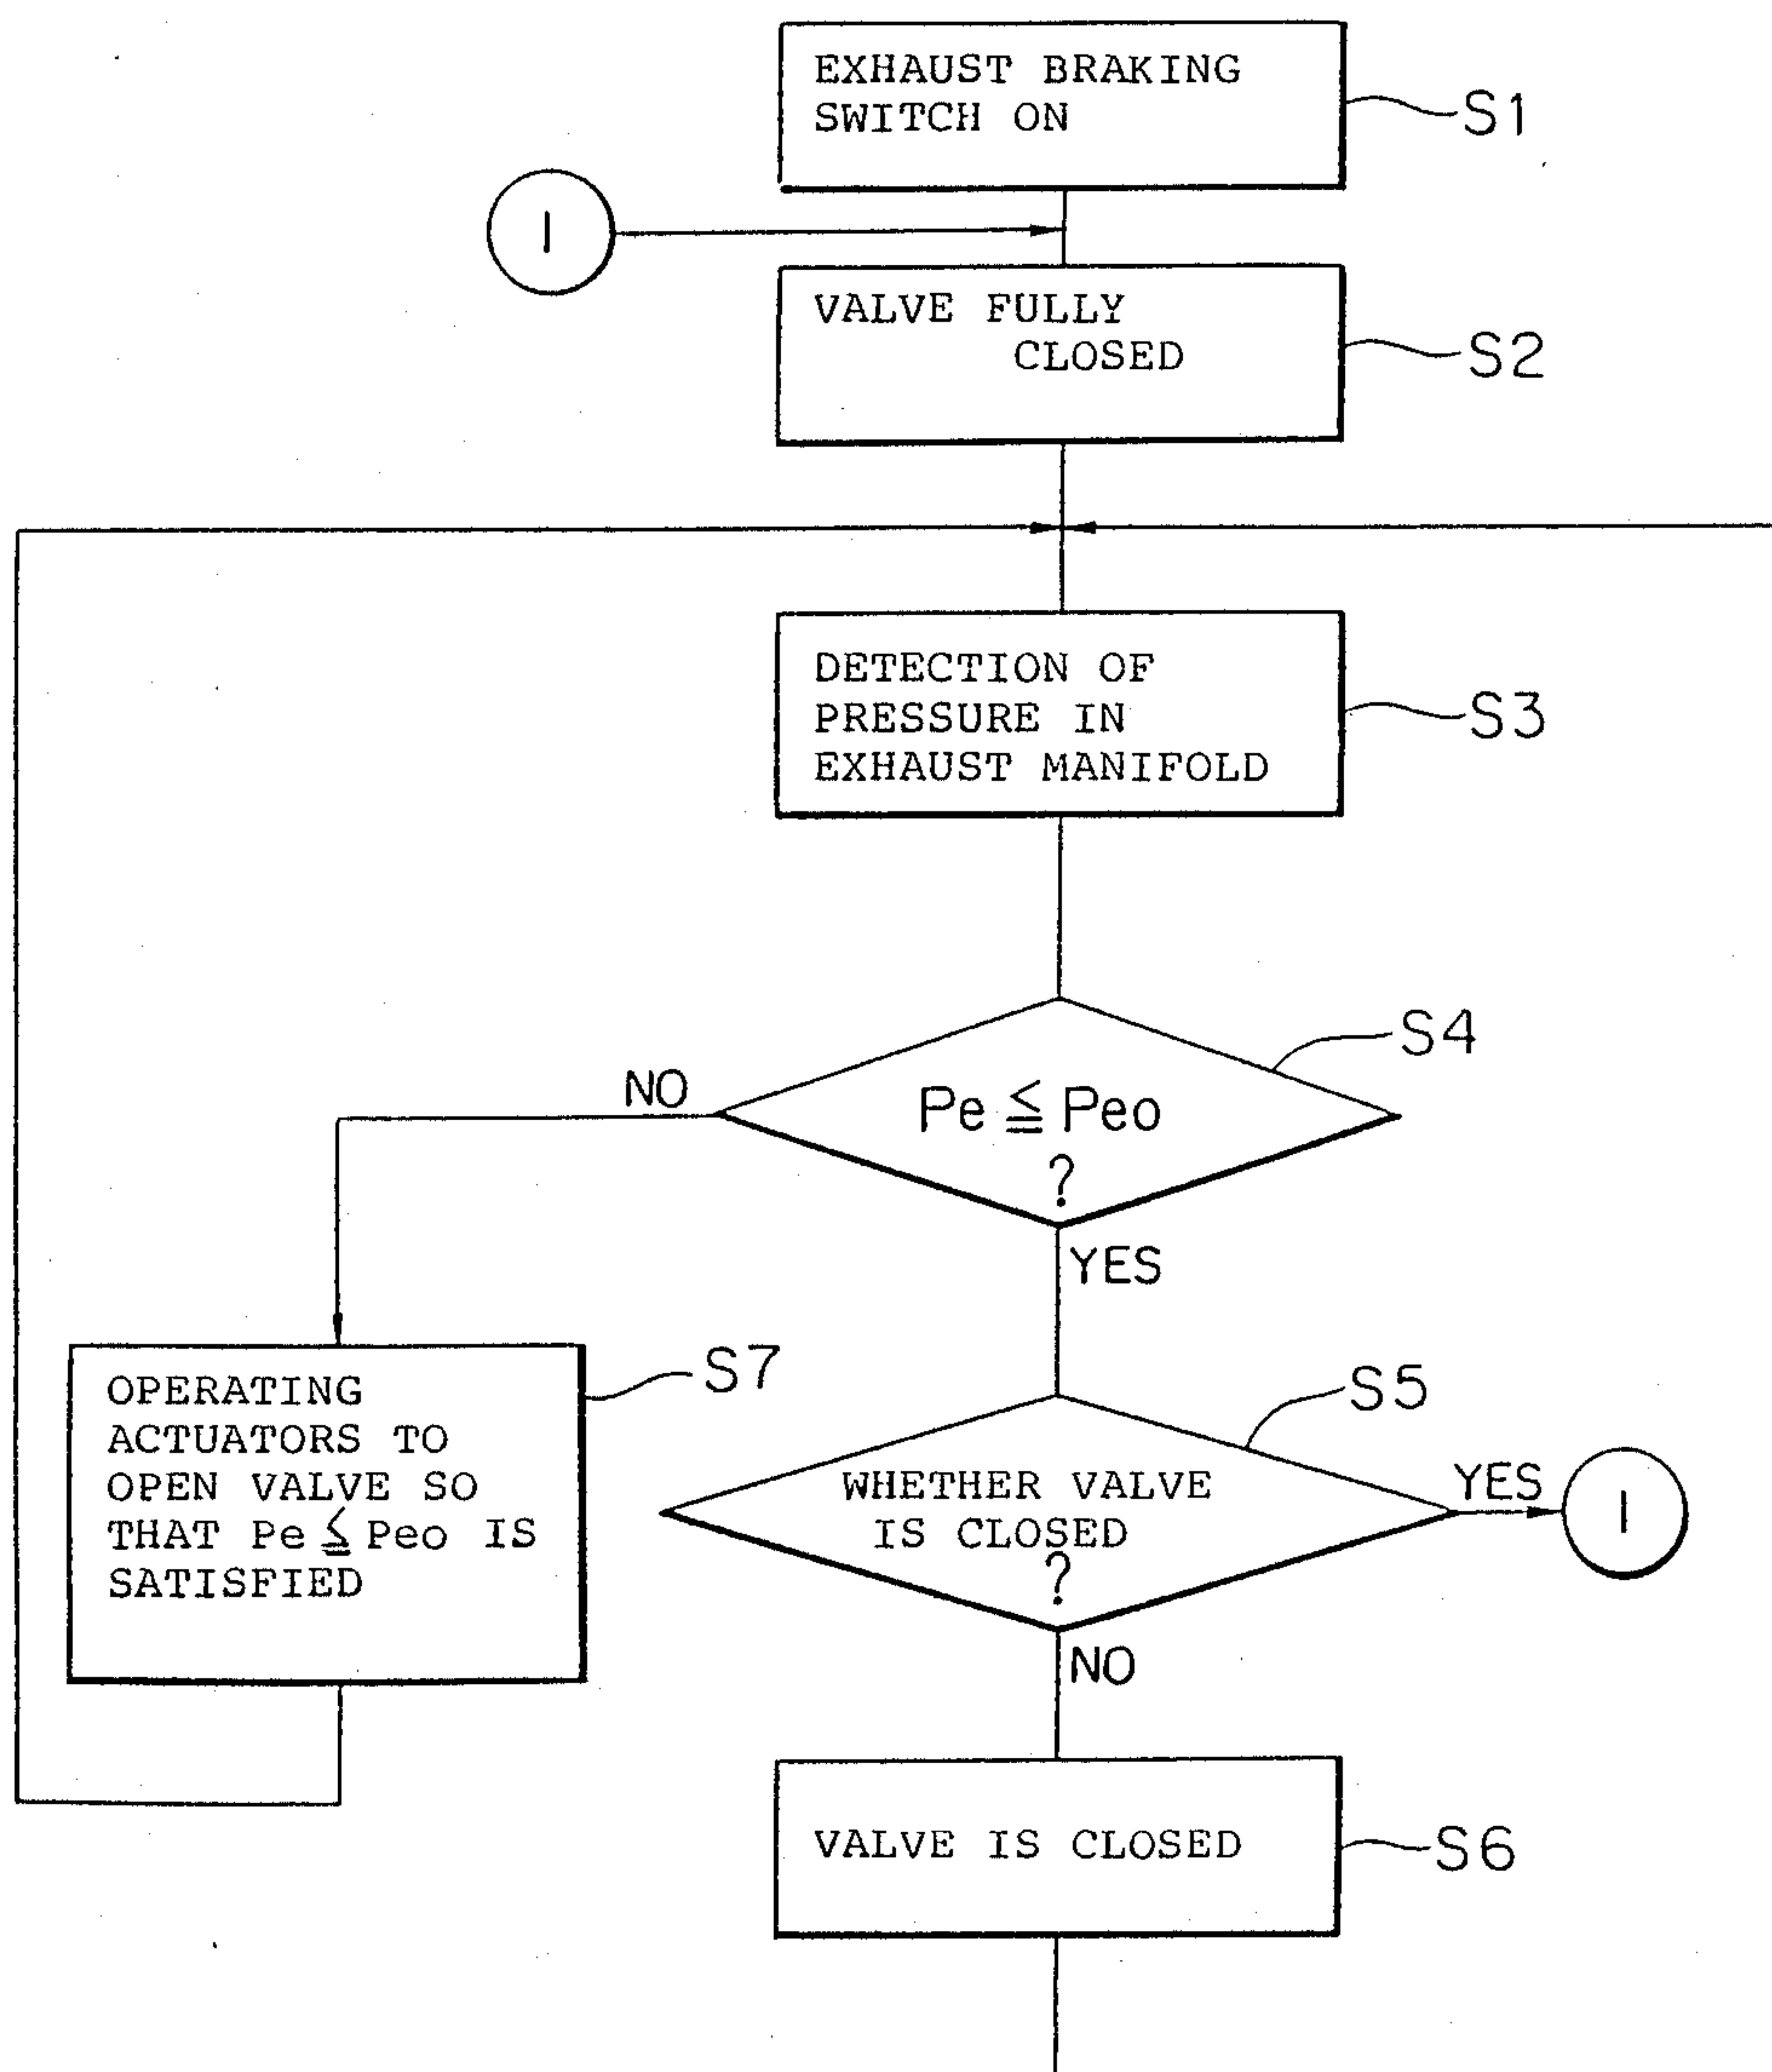 EXHAUST BRAKING
SWITCH ON
S1
I
VALVE FULLY
CLOSED
S2
DETECTION OF
PRESSURE IN
EXHAUST MANIFOLD
S3
S4
NO
Pe ≦ Peo
?
YES
S7
OPERATING
ACTUATORS TO
OPEN VALVE SO
THAT Pe ≦ Peo IS
SATISFIED
S5
WHETHER VALVE
IS CLOSED
?
YES
I
NO
VALVE IS CLOSED
S6